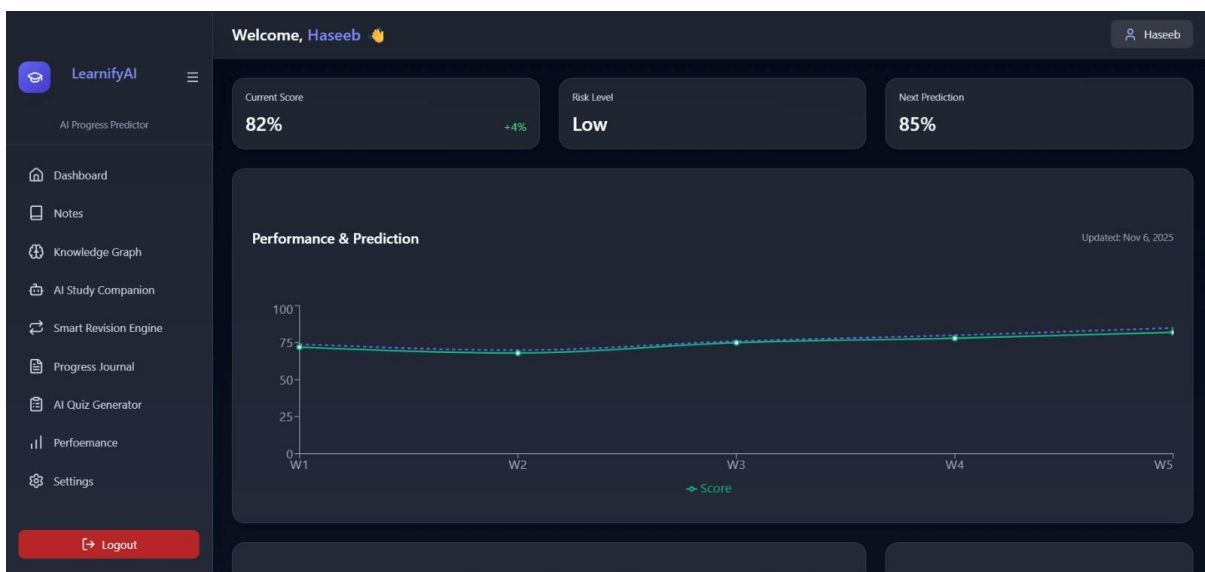 LearnifyAI
AI Progress Predictor
Dashboard
Notes
Knowledge Graph
AI Study Companion
Smart Revision Engine
Progress Journal
AI Quiz Generator
Perfoemance
Settings
Logout
Welcome, Haseeb 👋
Haseeb
Current Score
82%
+4%
Risk Level
Low
Next Prediction
85%
Performance & Prediction
Updated: Nov 6, 2025
100
75
50
25
0
W1 W2 W3 W4 W5
Score